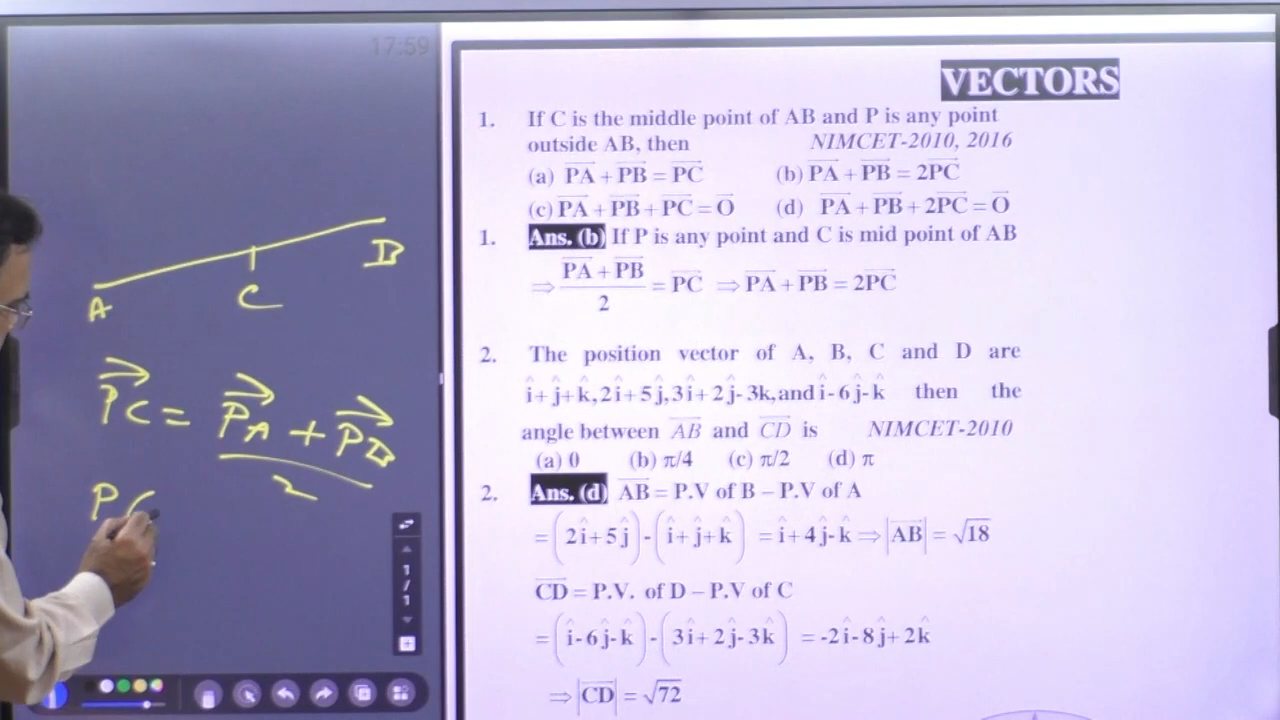 17:59
A
C
B
PC⃗ = (PA⃗ + PB⃗)/2
PC
1
/
1
VECTORS
1. If C is the middle point of AB and P is any point
outside AB, then NIMCET-2010, 2016
(a) PA⃗ + PB⃗ = PC⃗ (b) PA⃗ + PB⃗ = 2PC⃗
(c) PA⃗ + PB⃗ + PC⃗ = O⃗ (d) PA⃗ + PB⃗ + 2PC⃗ = O⃗
1. Ans. (b) If P is any point and C is mid point of AB
⇒ (PA⃗ + PB⃗)/2 = PC⃗ ⇒ PA⃗ + PB⃗ = 2PC⃗
2. The position vector of A, B, C and D are
î+ ĵ+ k̂, 2î+ 5ĵ, 3î+ 2ĵ- 3k, and î- 6ĵ- k̂ then the
angle between AB⃗ and CD⃗ is NIMCET-2010
(a) 0 (b) π/4 (c) π/2 (d) π
2. Ans. (d) AB⃗ = P.V of B – P.V of A
= (2î+ 5ĵ) - (î+ ĵ+ k̂) = î+ 4ĵ- k̂ ⇒ |AB⃗| = √18
CD⃗ = P.V. of D – P.V of C
= (î- 6ĵ- k̂) - (3î+ 2ĵ- 3k̂) = -2î- 8ĵ+ 2k̂
⇒ |CD⃗| = √72